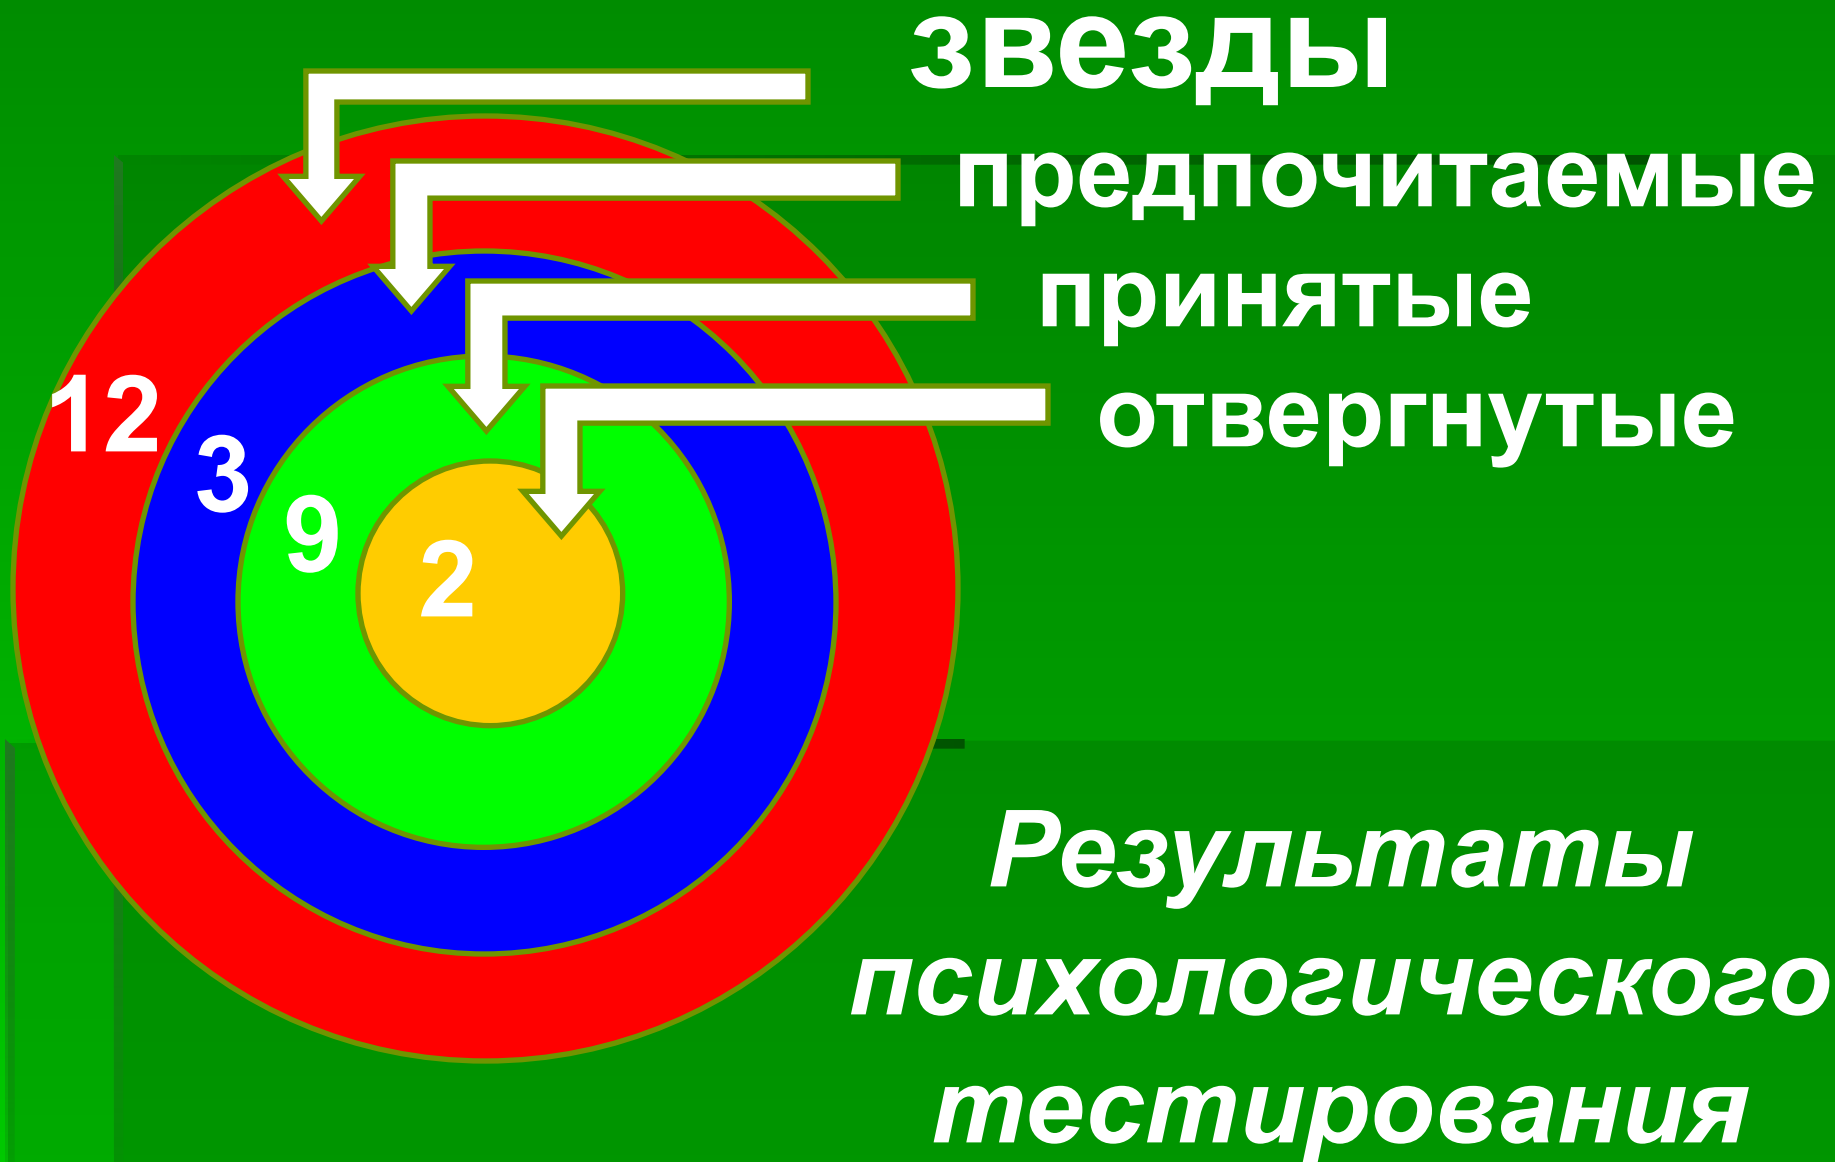 звезды
предпочитаемые
принятые
отвергнутые
12
3
9
2
Результаты
психологического
тестирования